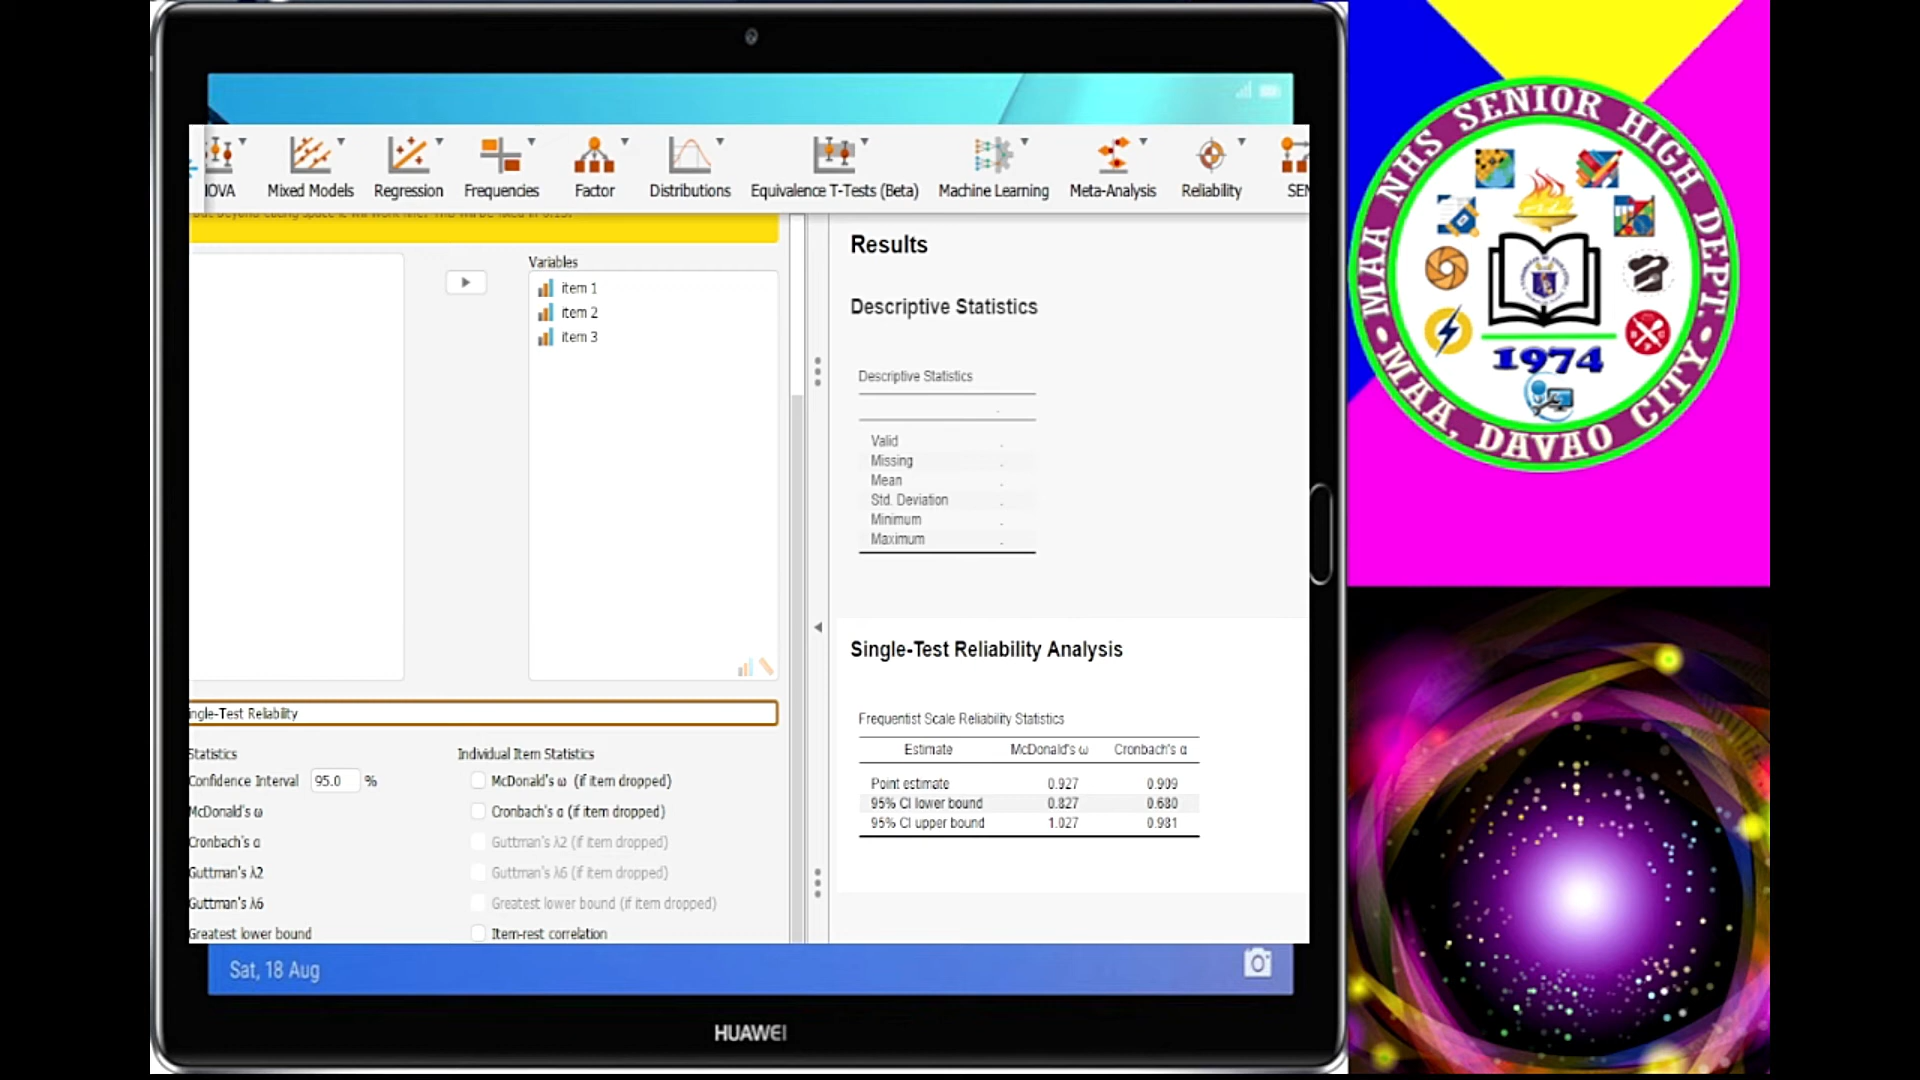 IOVA
Mixed Models
Regression
Frequencies
Factor
Distributions
Equivalence T-Tests (Beta)
Machine Learning
Meta-Analysis
Reliability
SEM
Variables
item 1
item 2
item 3
ingle-Test Reliability
Statistics
Confidence Interval 95.0 %
McDonald's ω
Cronbach's α
Guttman's λ2
Guttman's λ6
Greatest lower bound
Individual Item Statistics
McDonald's ω (if item dropped)
Cronbach's α (if item dropped)
Guttman's λ2 (if item dropped)
Guttman's λ6 (if item dropped)
Greatest lower bound (if item dropped)
Item-rest correlation
Results
Descriptive Statistics
Descriptive Statistics
Valid .
Missing .
Mean .
Std. Deviation .
Minimum .
Maximum .
Single-Test Reliability Analysis
Frequentist Scale Reliability Statistics
Estimate McDonald's ω Cronbach's α
Point estimate 0.927 0.909
95% CI lower bound 0.827 0.680
95% CI upper bound 1.027 0.981
Sat, 18 Aug
HUAWEI
MAA NHS SENIOR HIGH DEPT.
1974
MAA, DAVAO CITY